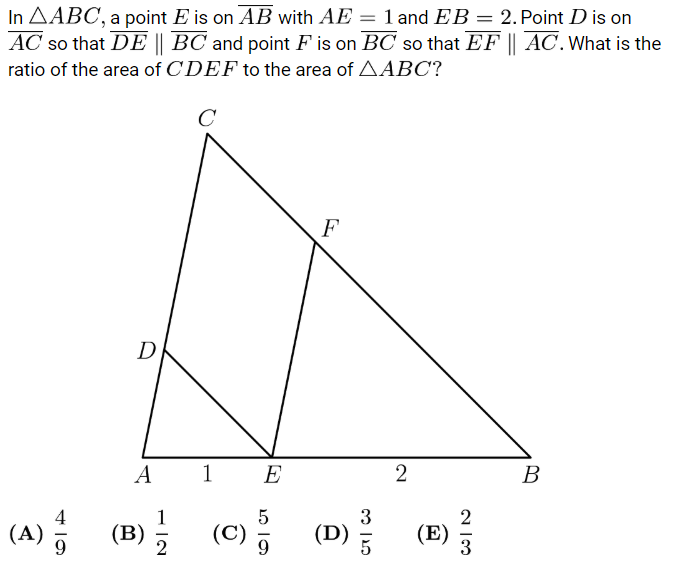 In △ABC, a point E is on AB with AE = 1 and EB = 2. Point D is on
AC so that DE || BC and point F is on BC so that EF || AC. What is the
ratio of the area of CDEF to the area of △ABC?
C
F
D
A 1 E 2 B
(A) 4/9 (B) 1/2 (C) 5/9 (D) 3/5 (E) 2/3